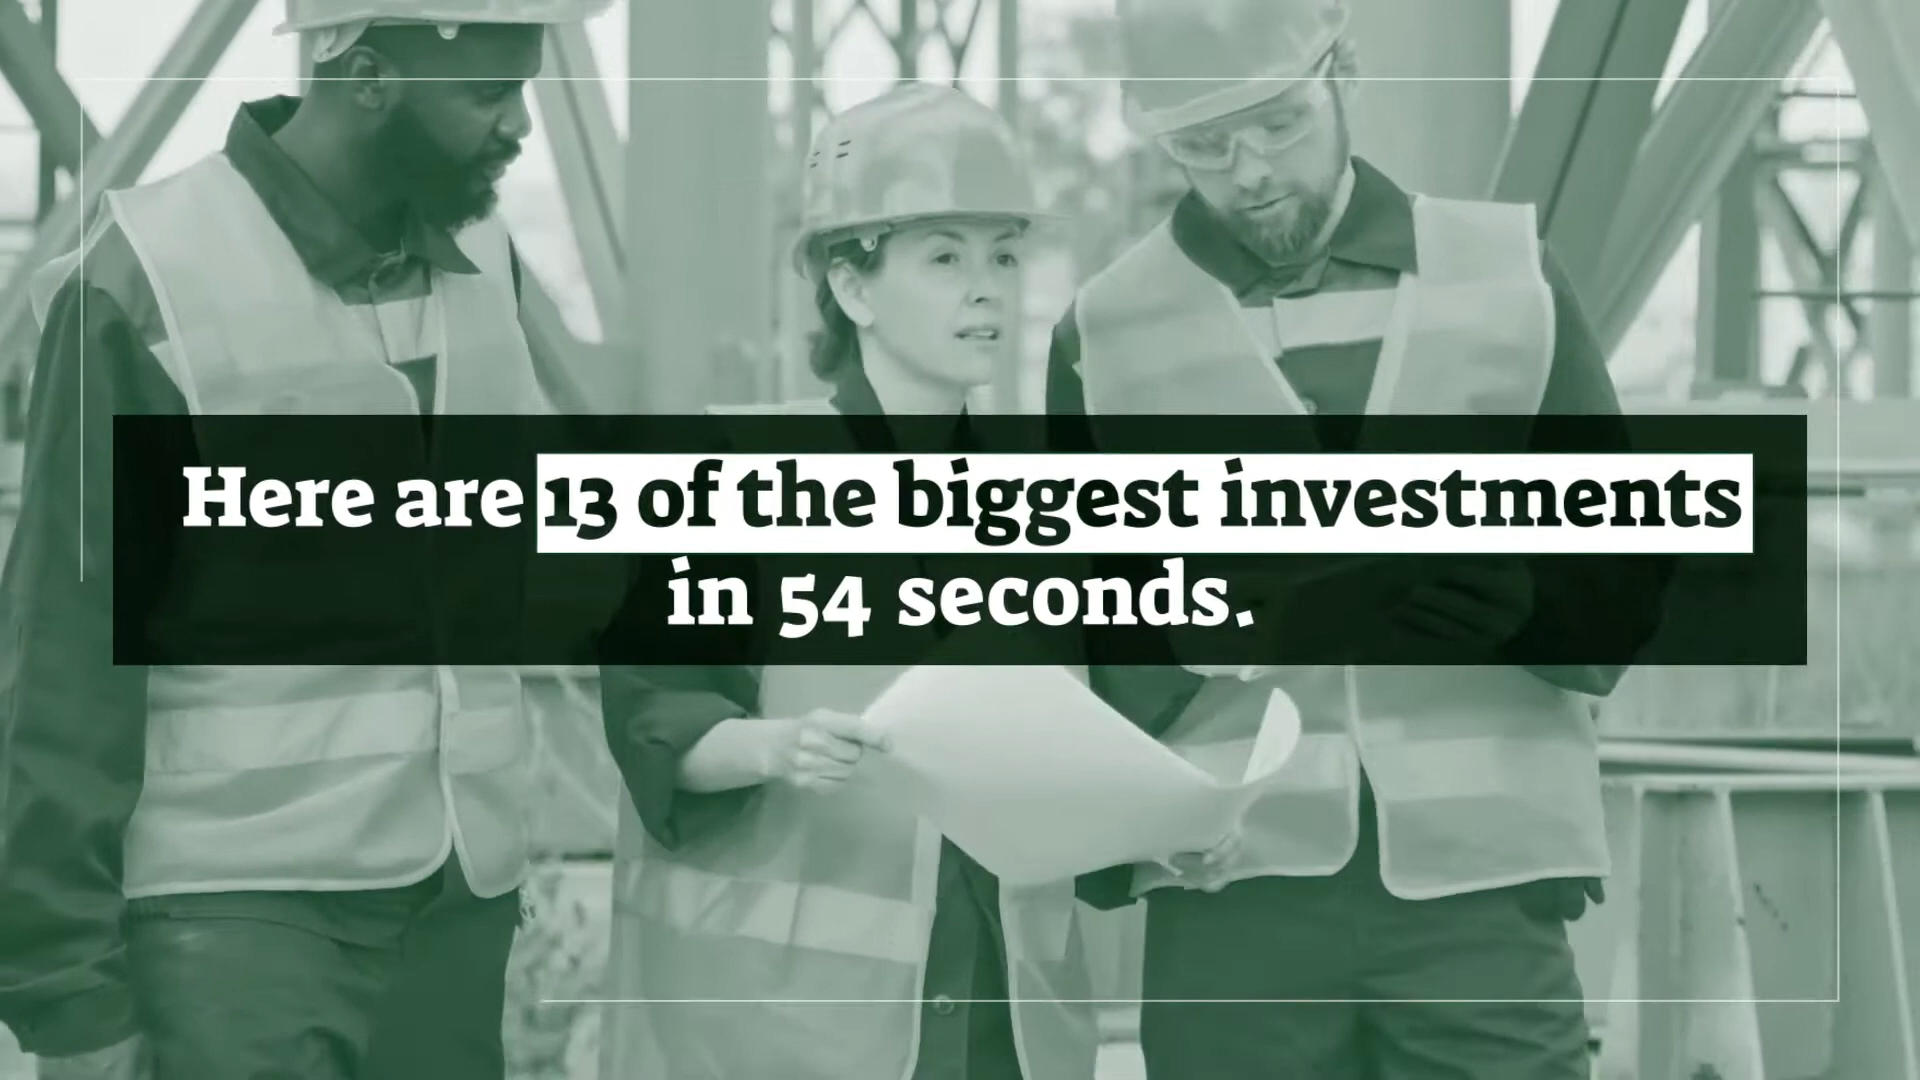 Here are 13 of the biggest investments
in 54 seconds.